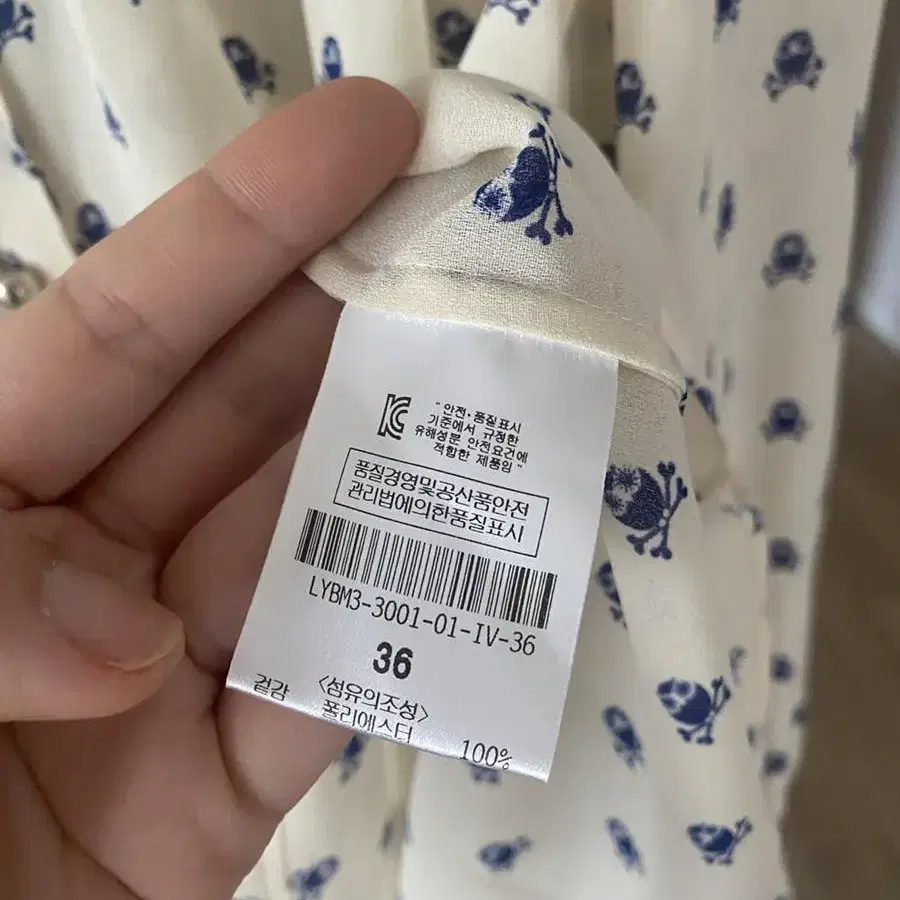 KC
" 안전·품질표시
기준에서 규정한
유해성분 안전요건에
적합한 제품임 "
품질경영및공산품안전
관리법에의한품질표시
LYBM3-3001-01-IV-36
36
<섬유의조성>
겉감 폴리에스터 100%